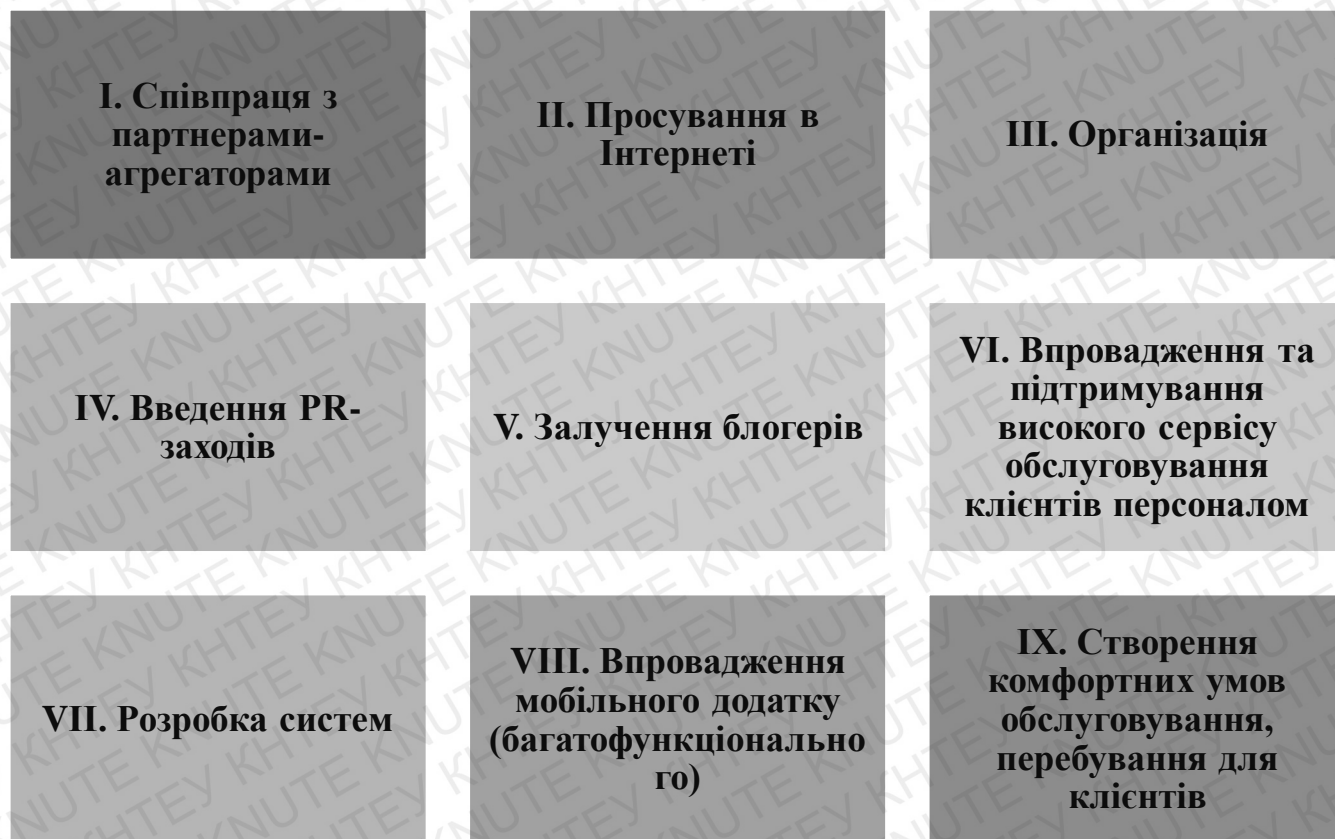 I. Співпраця з
партнерами-
агрегаторами
II. Просування в
Інтернеті
III. Організація
IV. Введення PR-
заходів
V. Залучення блогерів
VI. Впровадження та
підтримування
високого сервісу
обслуговування
клієнтів персоналом
VII. Розробка систем
VIII. Впровадження
мобільного додатку
(багатофункціонально
го)
IX. Створення
комфортних умов
обслуговування,
перебування для
клієнтів